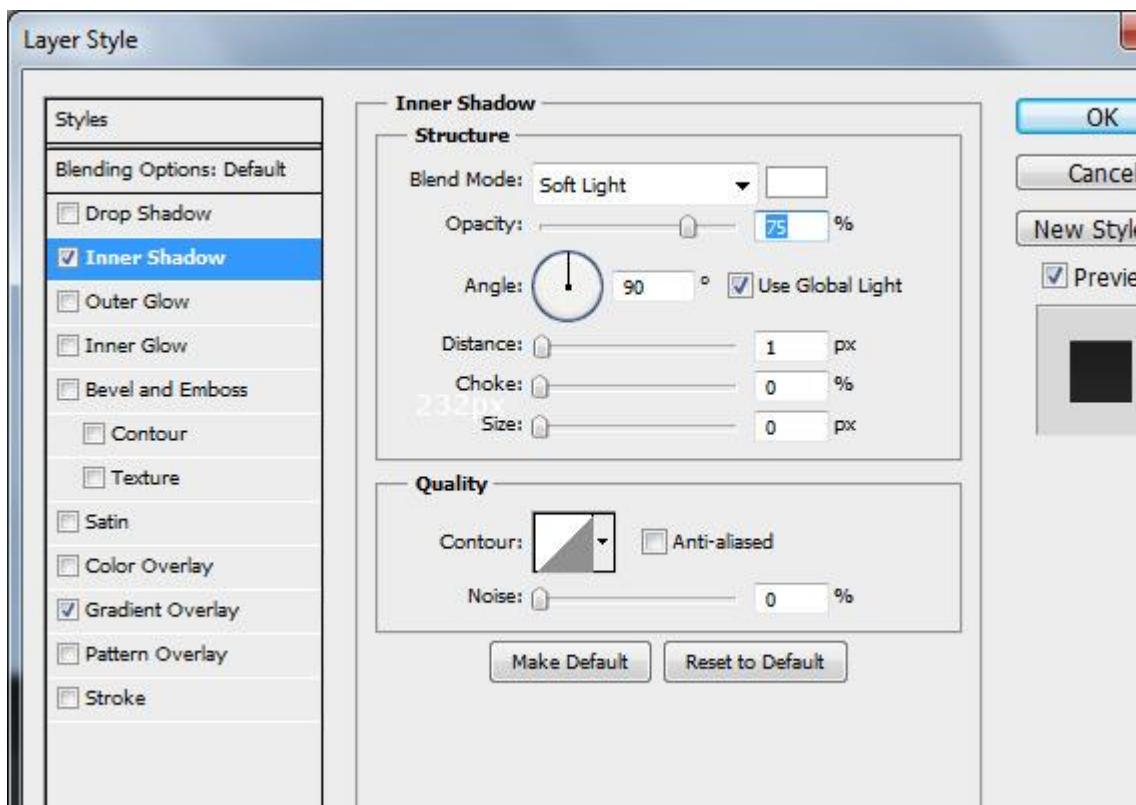 Layer Style
Styles
Blending Options: Default
Drop Shadow
Inner Shadow
Outer Glow
Inner Glow
Bevel and Emboss
Contour
Texture
Satin
Color Overlay
Gradient Overlay
Pattern Overlay
Stroke
Inner Shadow
Structure
Blend Mode: Soft Light
Opacity: 75 %
Angle: 90 ° Use Global Light
Distance: 1 px
Choke: 0 %
232px
Size: 0 px
Quality
Contour: Anti-aliased
Noise: 0 %
Make Default Reset to Default
OK
Cancel
New Style
Previe